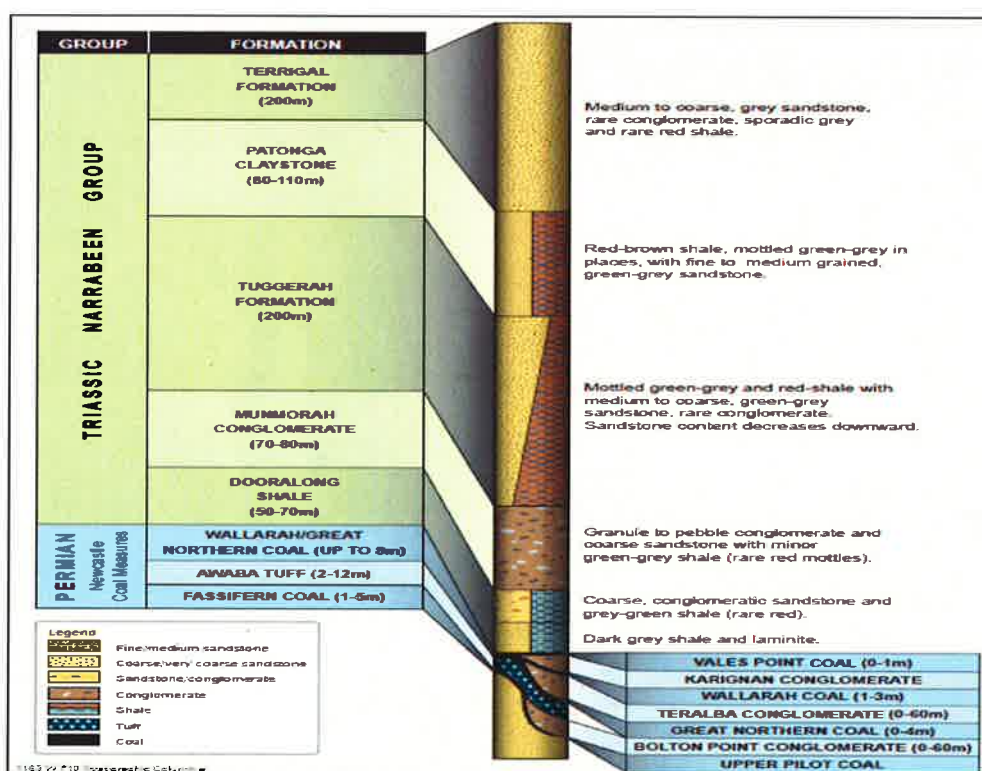 GROUP
FORMATION
TRIASSIC NARRABEEN GROUP
TERRIGAL
FORMATION
(200m)
PATONGA
CLAYSTONE
(80-110m)
TUGGERAH
FORMATION
(200m)
MUNMORAH
CONGLOMERATE
(70-80m)
DOORALONG
SHALE
(50-70m)
PERMIAN
Newcastle
Coal Measures
WALLARAH/GREAT
NORTHERN COAL (UP TO 8m)
AWABA TUFF (2-12m)
FASSIFERN COAL (1-5m)
Medium to coarse, grey sandstone,
rare conglomerate, sporadic grey
and rare red shale.
Red-brown shale, mottled green-grey in
places, with fine to medium grained,
green-grey sandstone.
Mottled green-grey and red-shale with
medium to coarse, green-grey
sandstone, rare conglomerate.
Sandstone content decreases downward.
Granule to pebble conglomerate and
coarse sandstone with minor
green-grey shale (rare red mottles).
Coarse, conglomeratic sandstone and
grey-green shale (rare red).
Dark grey shale and laminite.
VALES POINT COAL (0-1m)
KARIGNAN CONGLOMERATE
WALLARAH COAL (1-3m)
TERALBA CONGLOMERATE (0-60m)
GREAT NORTHERN COAL (0-4m)
BOLTON POINT CONGLOMERATE (0-60m)
UPPER PILOT COAL
Legend
Fine/medium sandstone
Coarse/very coarse sandstone
Sandstone/conglomerate
Conglomerate
Shale
Tuff
Coal